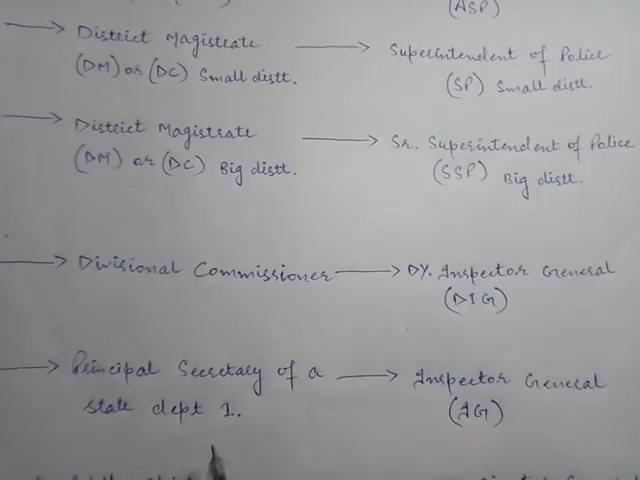 (ASP)
→ District Magistrate → Superintendent of Police
(DM) or (DC) Small distt. (SP) Small distt.
→ District Magistrate → Sr. Superintendent of Police
(DM) or (DC) Big distt. (SSP) Big distt.
→ Divisional Commissioner → DY. Inspector General
(DIG)
→ Principal Secretary of a → Inspector General
state dept 1. (IG)